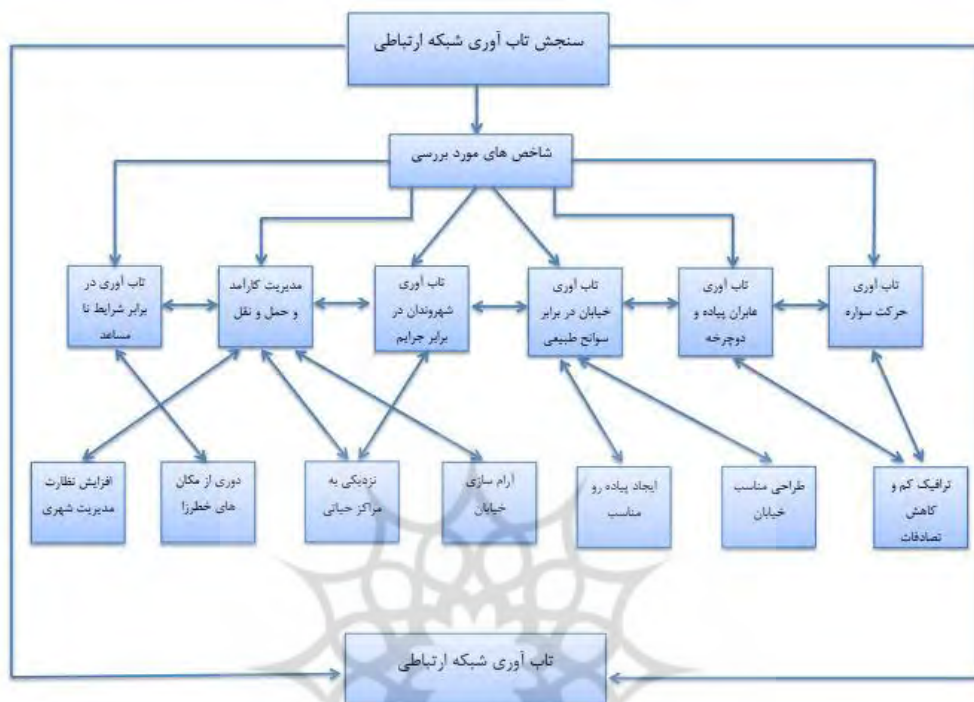 سنجش تاب آوری شبکه ارتباطی
شاخص های مورد بررسی
تاب آوری
حرکت سواره
تاب آوری
عابران پیاده و
دوچرخه
تاب آوری
خیابان در برابر
سوانح طبیعی
تاب آوری
شهروندان در
برابر جرایم
مدیریت کارامد
و حمل و نقل
تاب آوری در
برابر شرایط نا
مساعد
ترافیک کم و
کاهش
تصادفات
طراحی مناسب
خیابان
ایجاد پیاده رو
مناسب
آرام سازی
خیابان
نزدیکی به
مراکز حیاتی
دوری از مکان
های خطرزا
افزایش نظارت
مدیریت شهری
تاب آوری شبکه ارتباطی